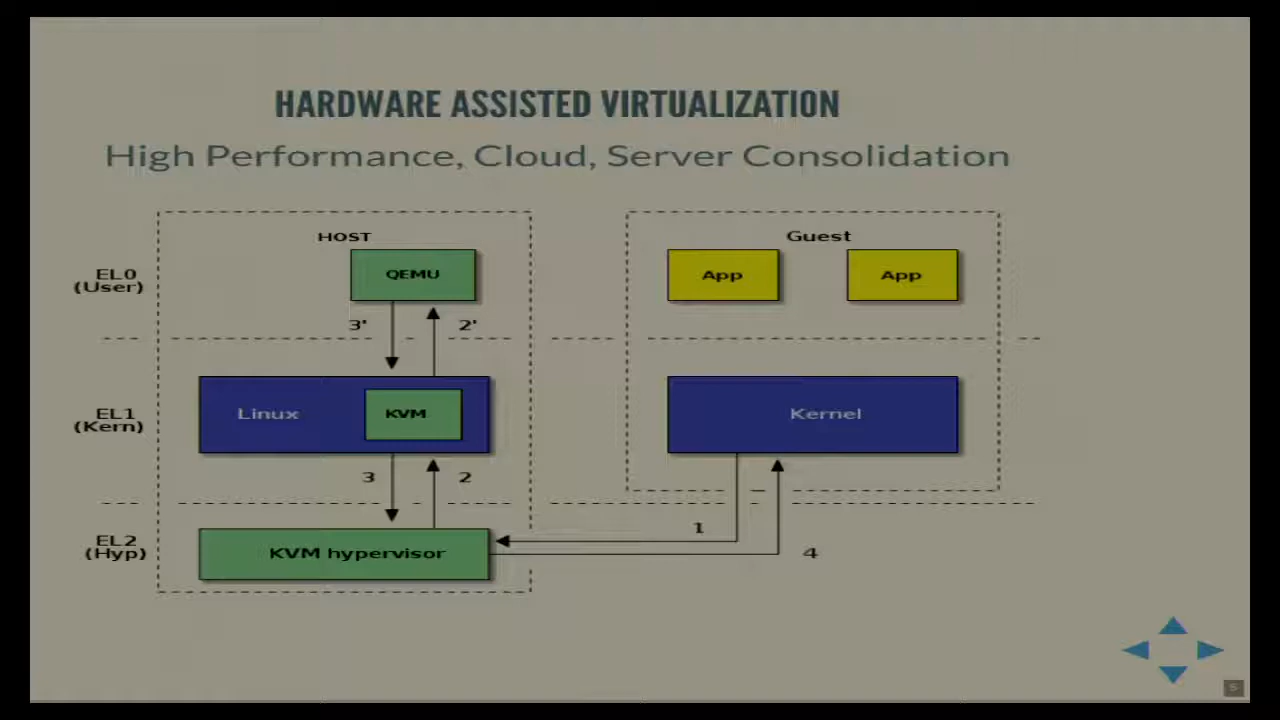 HARDWARE ASSISTED VIRTUALIZATION
High Performance, Cloud, Server Consolidation
HOST
Guest
EL0
(User)
QEMU
App
App
3'
2'
EL1
(Kern)
Linux
KVM
Kernel
3
2
1
EL2
(Hyp)
KVM hypervisor
4
5